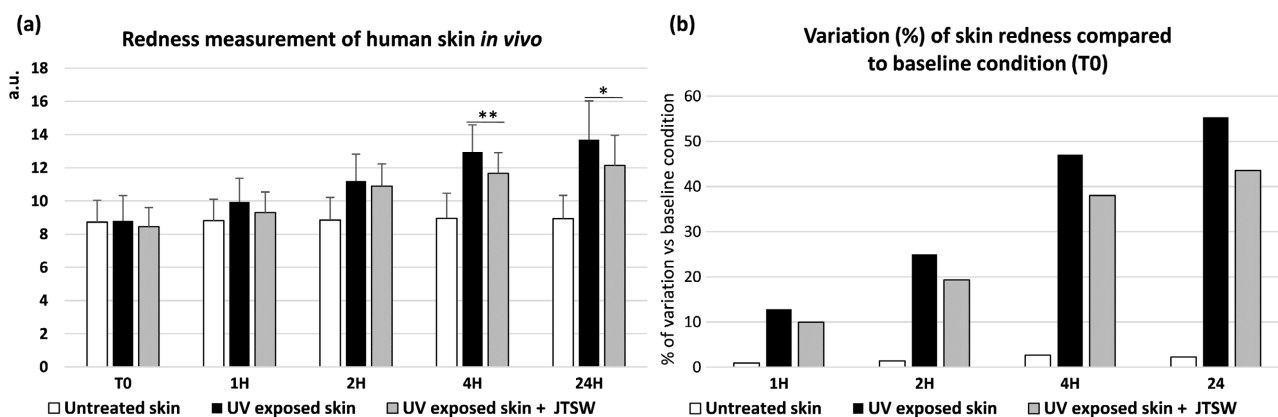 (a)
Redness measurement of human skin in vivo
a.u.
18
16
14
12
10
8
6
4
2
0
**
*
T0 1H 2H 4H 24H
Untreated skin UV exposed skin UV exposed skin + JTSW
(b)
Variation (%) of skin redness compared
to baseline condition (T0)
% of variation vs baseline condition
60
50
40
30
20
10
0
1H 2H 4H 24
Untreated skin UV exposed skin UV exposed skin + JTSW